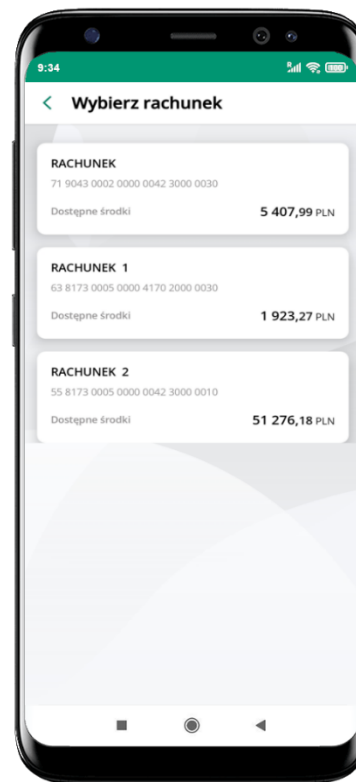 9:34
Wybierz rachunek
RACHUNEK
71 9043 0002 0000 0042 3000 0030
Dostępne środki 5 407,99 PLN
RACHUNEK 1
63 8173 0005 0000 4170 2000 0030
Dostępne środki 1 923,27 PLN
RACHUNEK 2
55 8173 0005 0000 0042 3000 0010
Dostępne środki 51 276,18 PLN